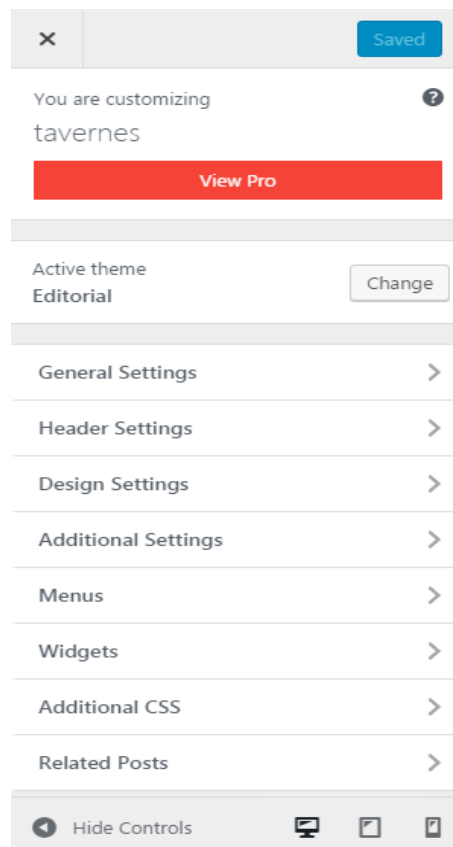 Saved
You are customizing
tavernes
View Pro
Active theme
Editorial
Change
General Settings
Header Settings
Design Settings
Additional Settings
Menus
Widgets
Additional CSS
Related Posts
Hide Controls